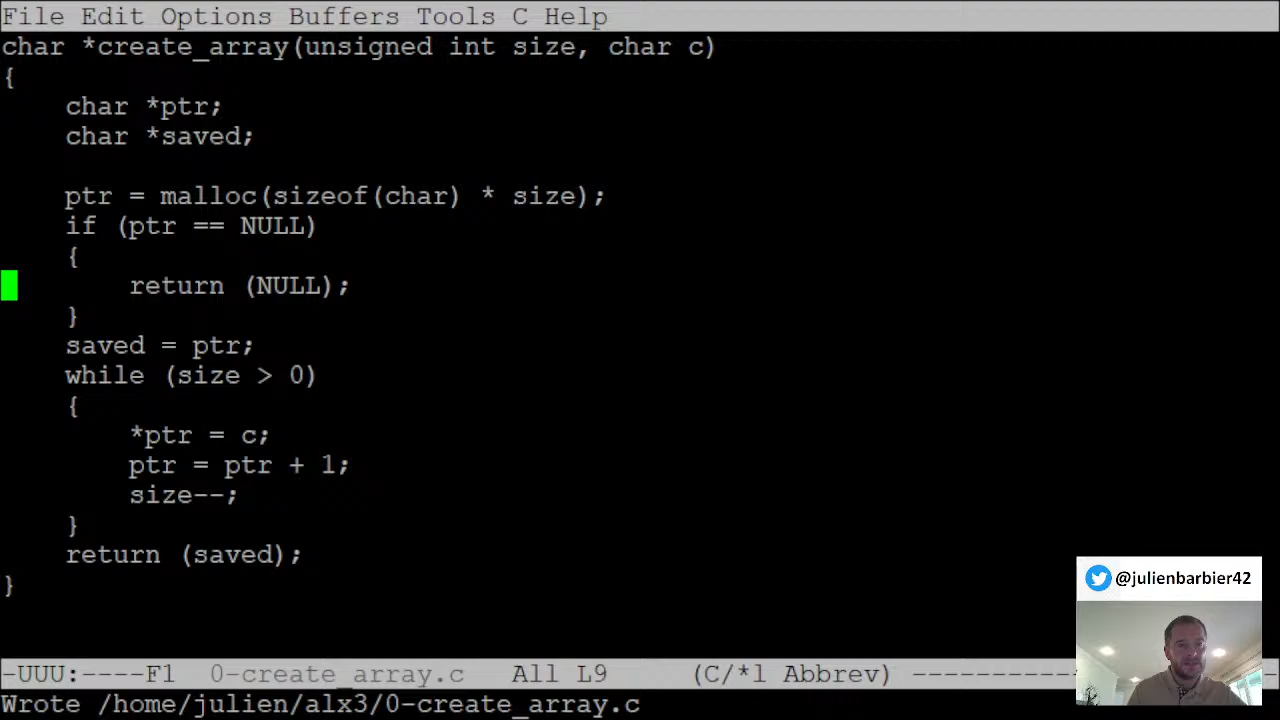 File Edit Options Buffers Tools C Help
char *create_array(unsigned int size, char c)
{
    char *ptr;
    char *saved;

    ptr = malloc(sizeof(char) * size);
    if (ptr == NULL)
    {
        return (NULL);
    }
    saved = ptr;
    while (size > 0)
    {
        *ptr = c;
        ptr = ptr + 1;
        size--;
    }
    return (saved);
}
@julienbarbier42
-UUU:----F1  0-create_array.c   All L9     (C/*l Abbrev) ----------
Wrote /home/julien/alx3/0-create_array.c